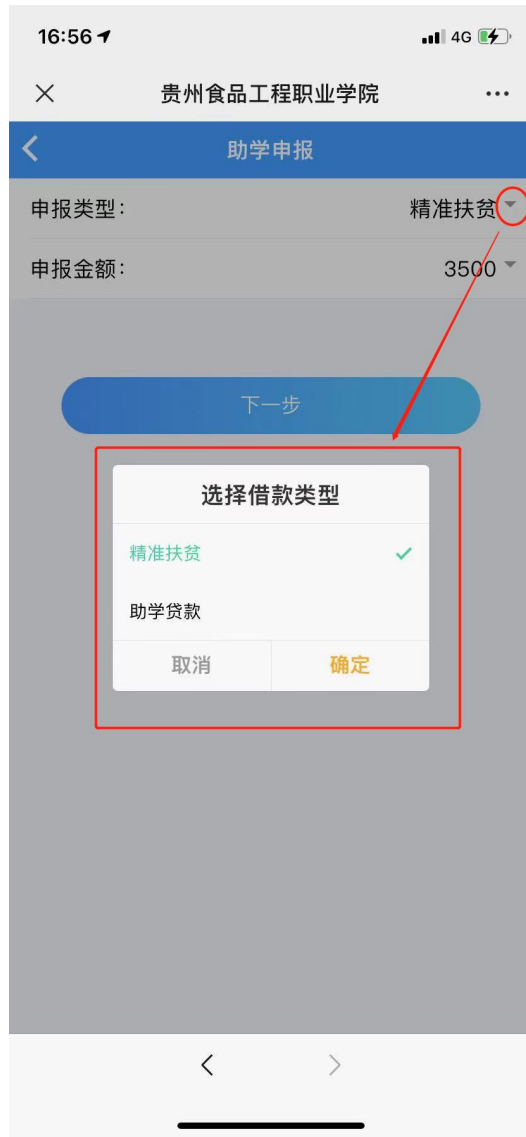 16:56 4G
贵州食品工程职业学院
助学申报
申报类型: 精准扶贫
申报金额: 3500
下一步
选择借款类型
精准扶贫
助学贷款
取消 确定